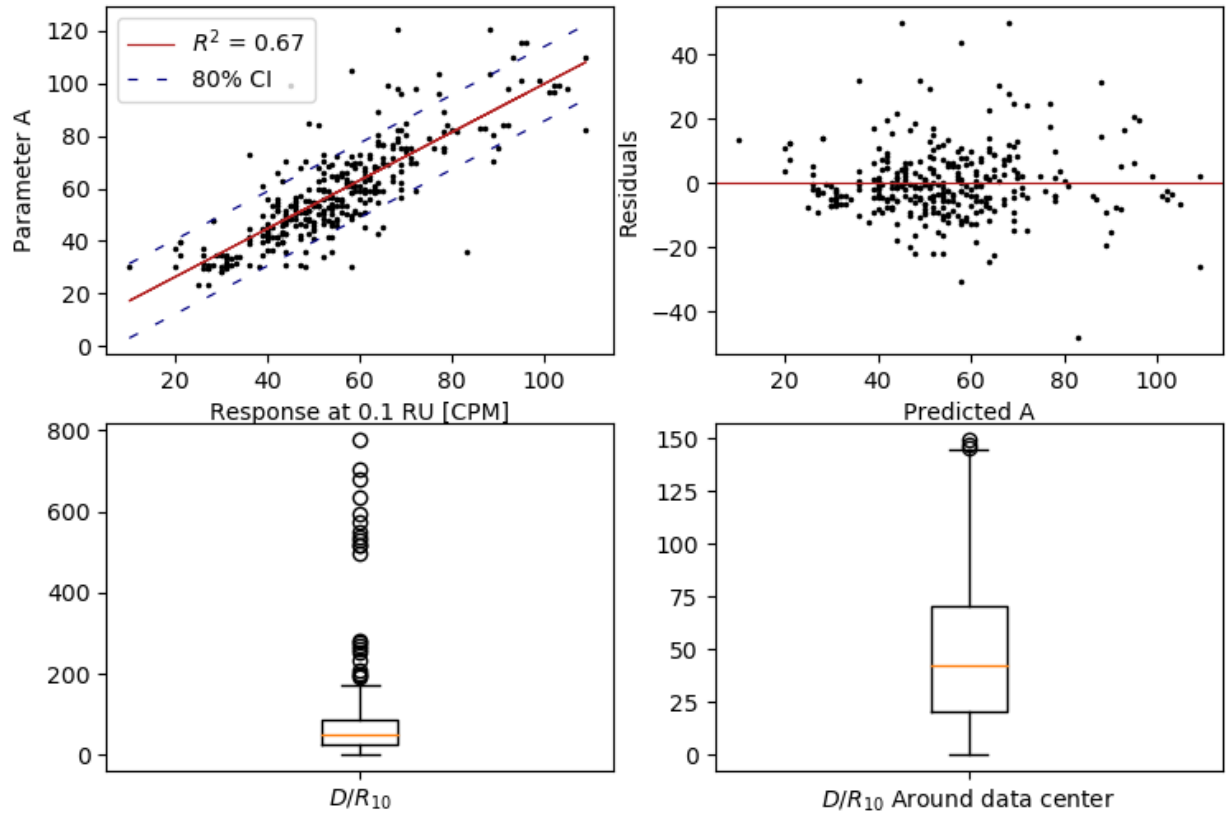 R² = 0.67
80% CI
Parameter A
120
100
80
60
40
20
0
20 40 60 80 100
Response at 0.1 RU [CPM]
Residuals
40
20
0
−20
−40
20 40 60 80 100
Predicted A
800
600
400
200
0
D/R₁₀
150
125
100
75
50
25
0
D/R₁₀ Around data center